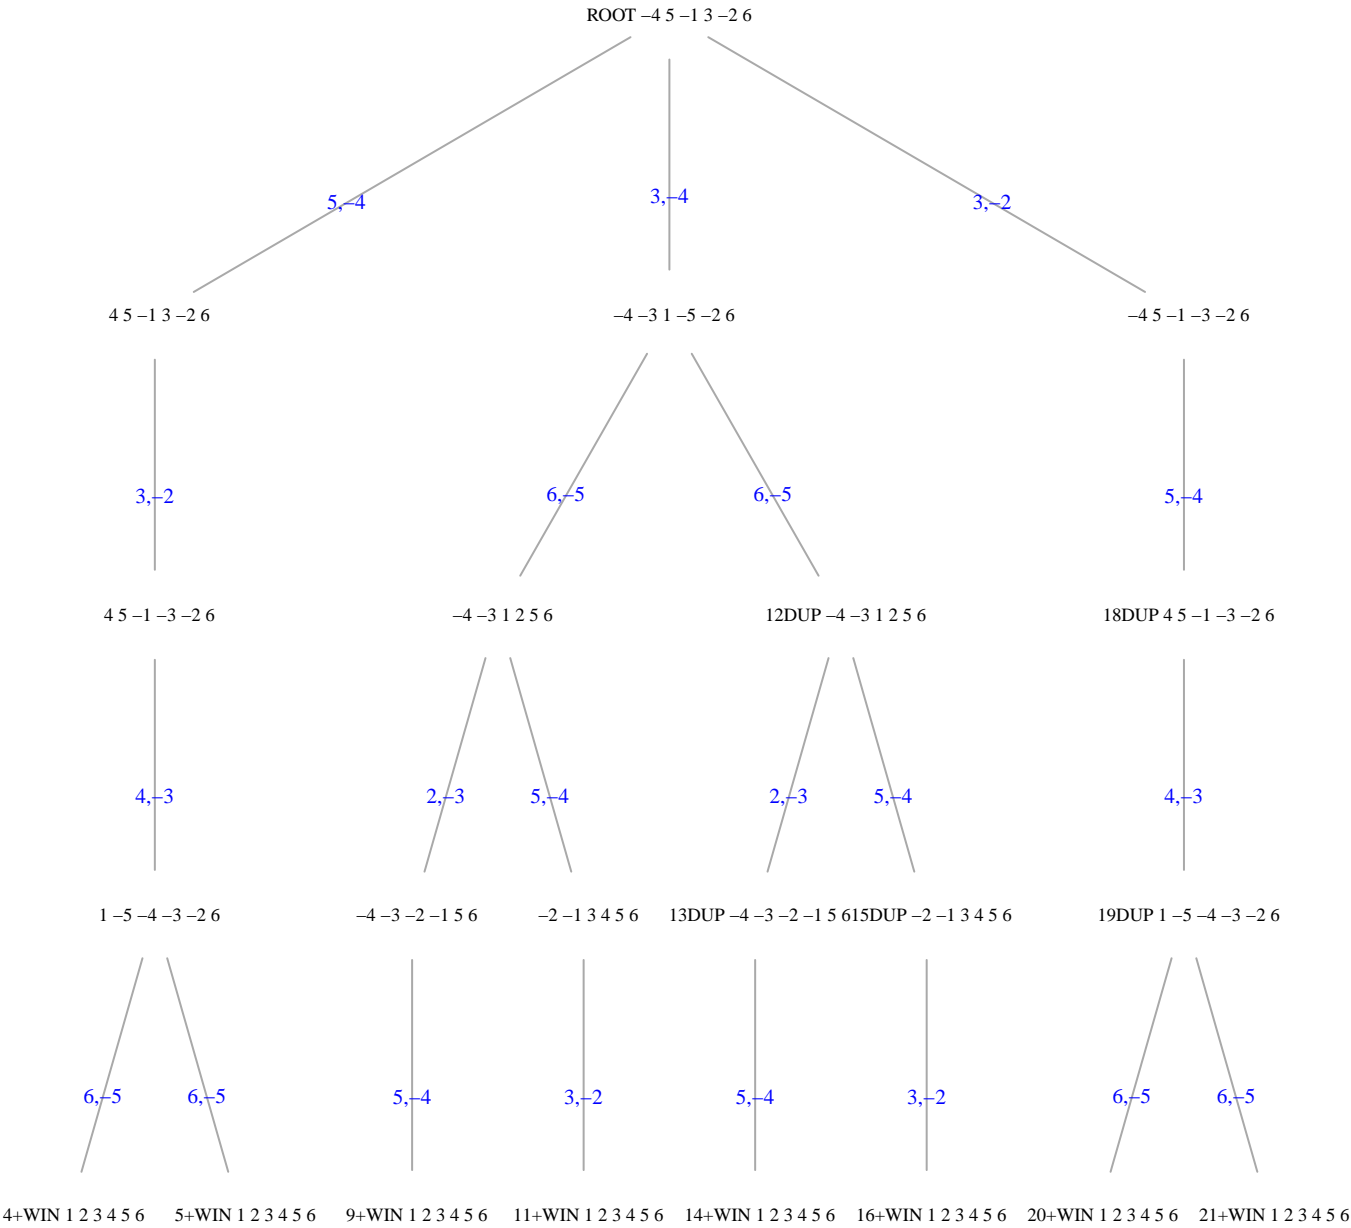 ROOT –4 5 –1 3 –2 6
5,–4
3,–4
3,–2
4 5 –1 3 –2 6
–4 –3 1 –5 –2 6
–4 5 –1 –3 –2 6
3,–2
6,–5
6,–5
5,–4
4 5 –1 –3 –2 6
–4 –3 1 2 5 6
12DUP –4 –3 1 2 5 6
18DUP 4 5 –1 –3 –2 6
4,–3
2,–3
5,–4
2,–3
5,–4
4,–3
1 –5 –4 –3 –2 6
–4 –3 –2 –1 5 6
–2 –1 3 4 5 6
13DUP –4 –3 –2 –1 5 6
15DUP –2 –1 3 4 5 6
19DUP 1 –5 –4 –3 –2 6
6,–5
6,–5
5,–4
3,–2
5,–4
3,–2
6,–5
6,–5
4+WIN 1 2 3 4 5 6
5+WIN 1 2 3 4 5 6
9+WIN 1 2 3 4 5 6
11+WIN 1 2 3 4 5 6
14+WIN 1 2 3 4 5 6
16+WIN 1 2 3 4 5 6
20+WIN 1 2 3 4 5 6
21+WIN 1 2 3 4 5 6